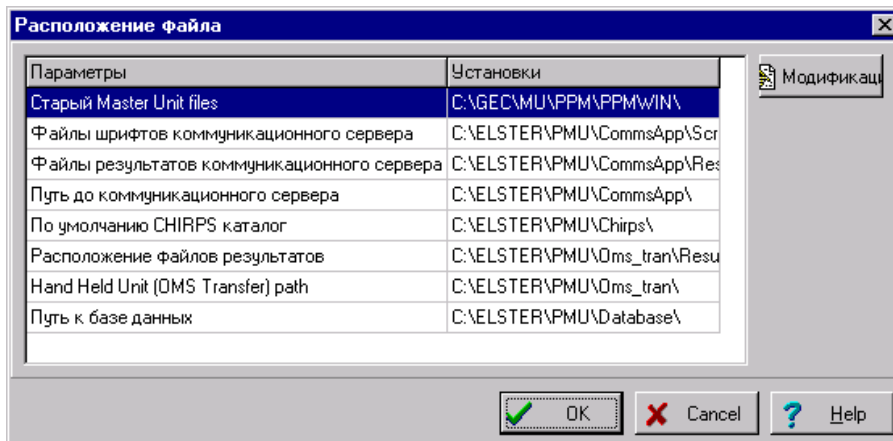 Расположение файла
Параметры Установки
Модификаци
Старый Master Unit files C:\GEC\MU\PPM\PPMWIN\
Файлы шрифтов коммуникационного сервера C:\ELSTER\PMU\CommsApp\Scr
Файлы результатов коммуникационного сервера C:\ELSTER\PMU\CommsApp\Res
Путь до коммуникационного сервера C:\ELSTER\PMU\CommsApp\
По умолчанию CHIRPS каталог C:\ELSTER\PMU\Chirps\
Расположение файлов результатов C:\ELSTER\PMU\Oms_tran\Resu
Hand Held Unit (OMS Transfer) path C:\ELSTER\PMU\Oms_tran\
Путь к базе данных C:\ELSTER\PMU\Database\
OK Cancel Help